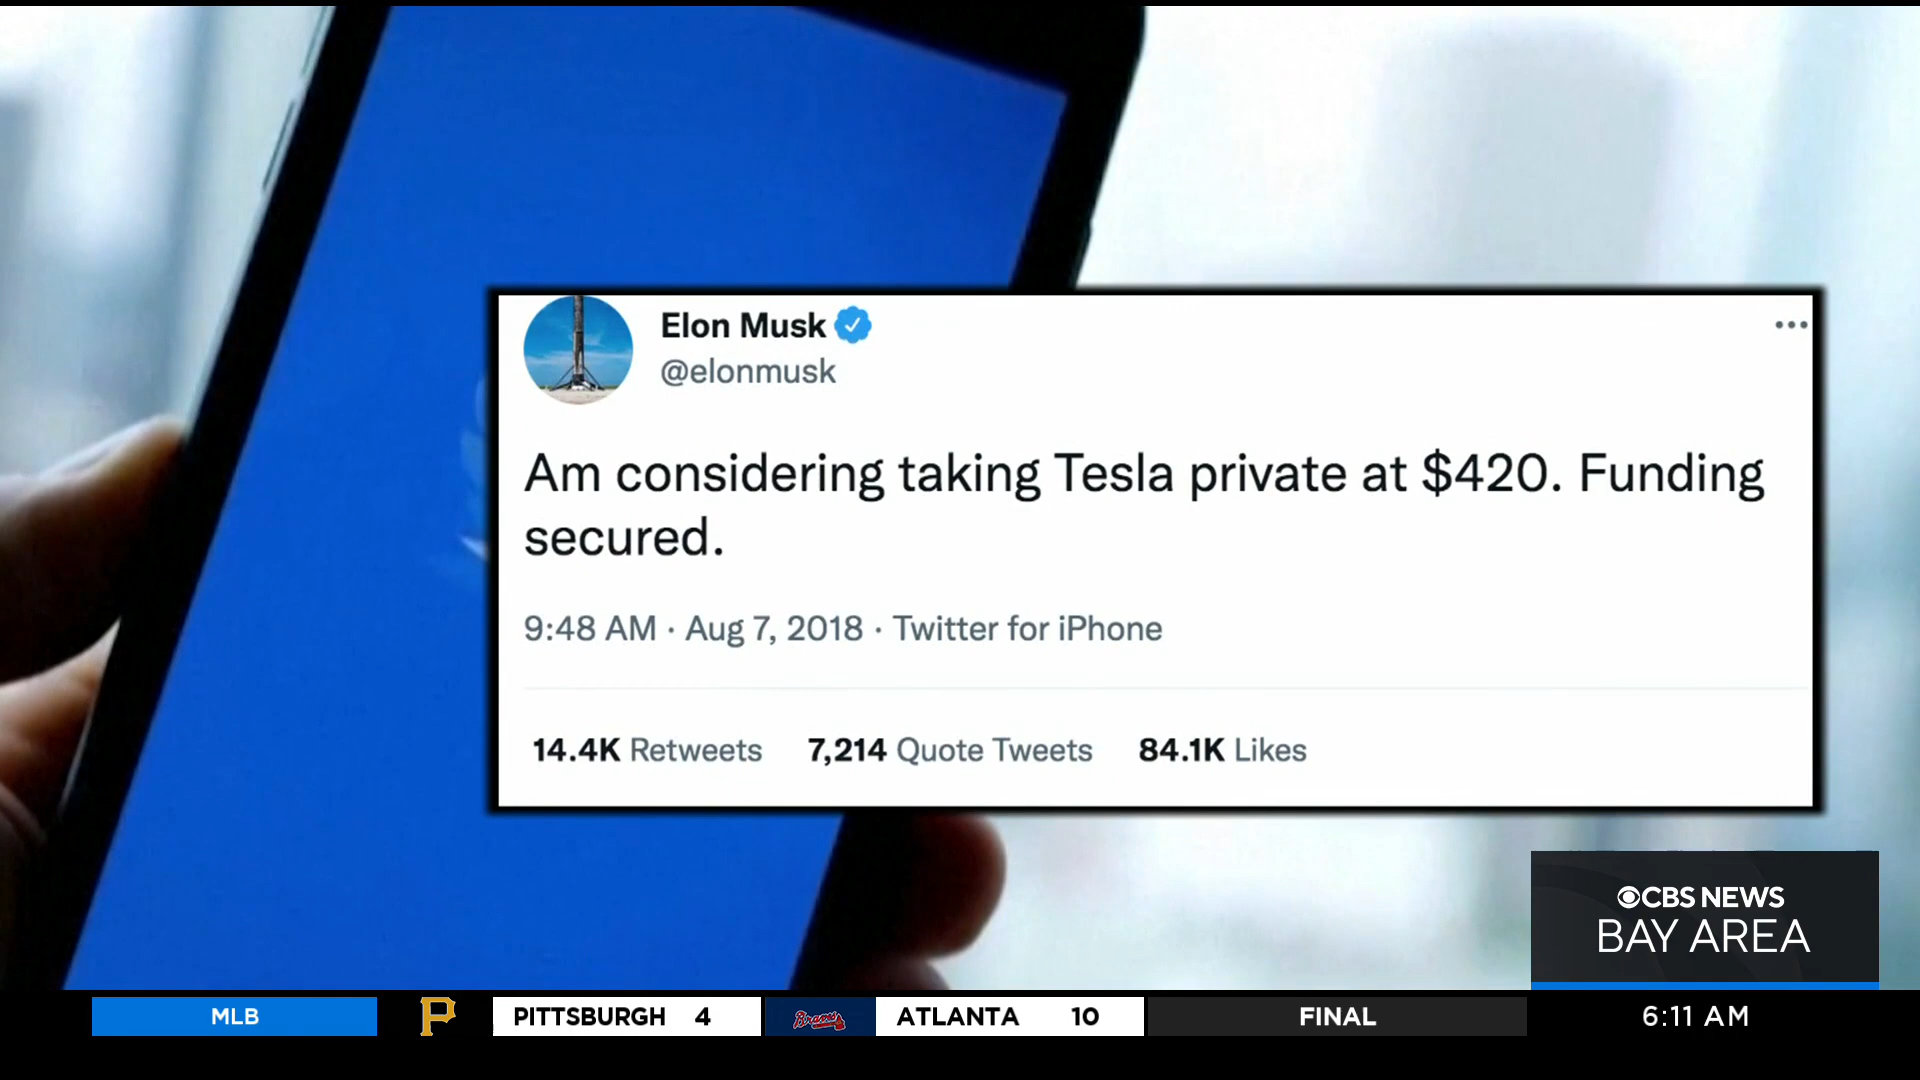 Elon Musk
@elonmusk
Am considering taking Tesla private at $420. Funding
secured.
9:48 AM · Aug 7, 2018 · Twitter for iPhone
14.4K Retweets 7,214 Quote Tweets 84.1K Likes
CBS NEWS
BAY AREA
MLB P PITTSBURGH 4 Braves ATLANTA 10 FINAL 6:11 AM